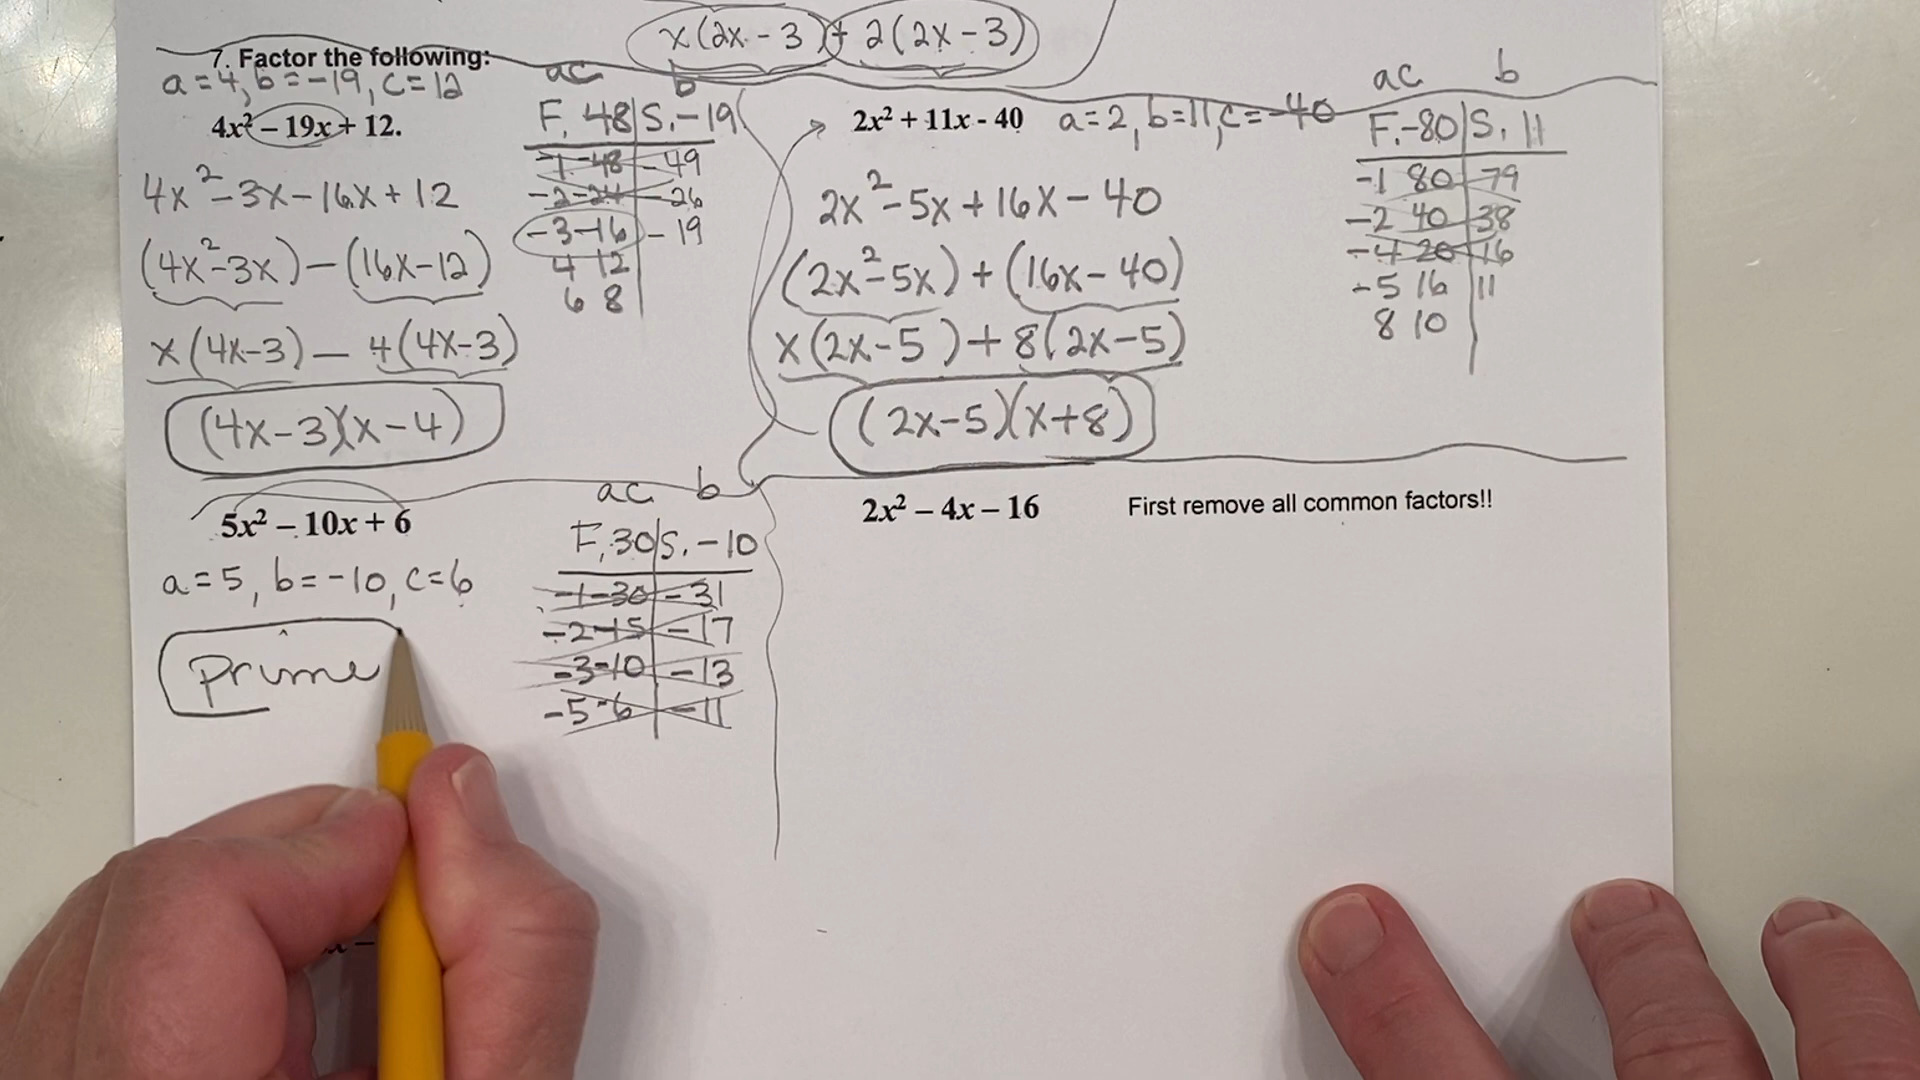 x(2x - 3) + 2(2x - 3)
7. Factor the following:
a = 4, b = -19, c = 12
4x² – 19x + 12.
ac b
F. 48 | S. -19
-1 -48 | -49
-2 -24 | -26
-3 -16 | -19
4 12
6 8
4x² - 3x - 16x + 12
(4x² - 3x) - (16x - 12)
x(4x - 3) - 4(4x - 3)
(4x - 3)(x - 4)
2x² + 11x - 40 a = 2, b = 11, c = -40
ac b
F. -80 | S. 11
-1 80 | 79
-2 40 | 38
-4 20 | 16
-5 16 | 11
8 10
2x² - 5x + 16x - 40
(2x² - 5x) + (16x - 40)
x(2x - 5) + 8(2x - 5)
(2x - 5)(x + 8)
5x² – 10x + 6
a = 5, b = -10, c = 6
prime
ac b
F. 30 | S. -10
-1 -30 | -31
-2 -15 | -17
-3 -10 | -13
-5 -6 | -11
2x² – 4x – 16 First remove all common factors!!